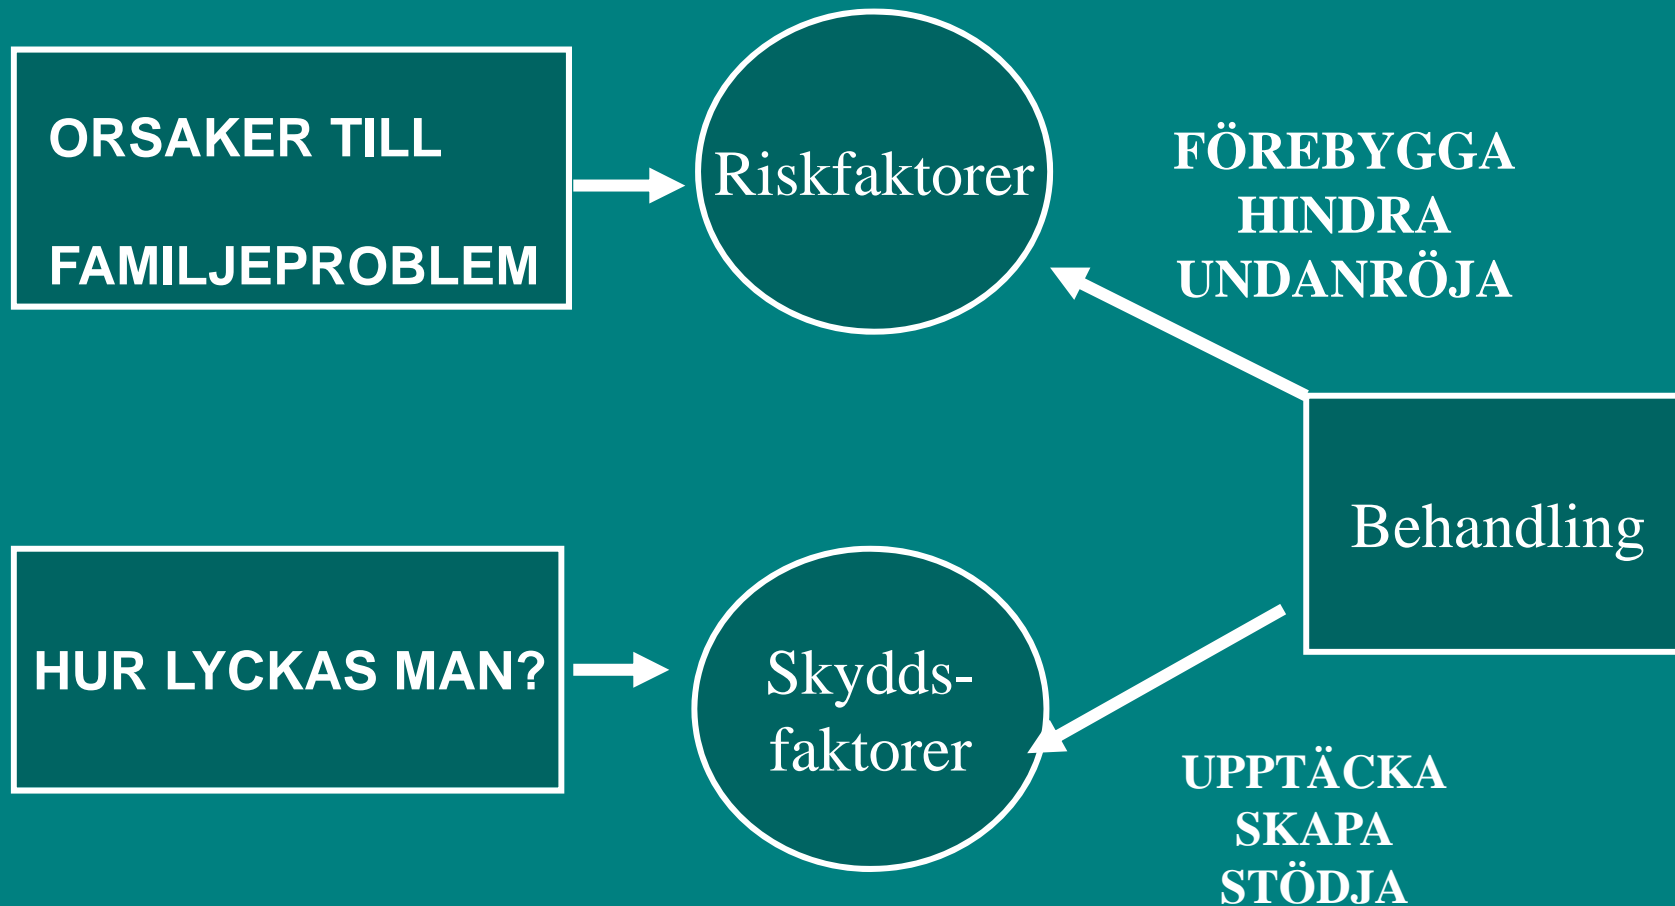 ORSAKER TILL
FAMILJEPROBLEM
Riskfaktorer
FÖREBYGGA
HINDRA
UNDANRÖJA
Behandling
HUR LYCKAS MAN?
Skydds-
faktorer
UPPTÄCKA
SKAPA
STÖDJA